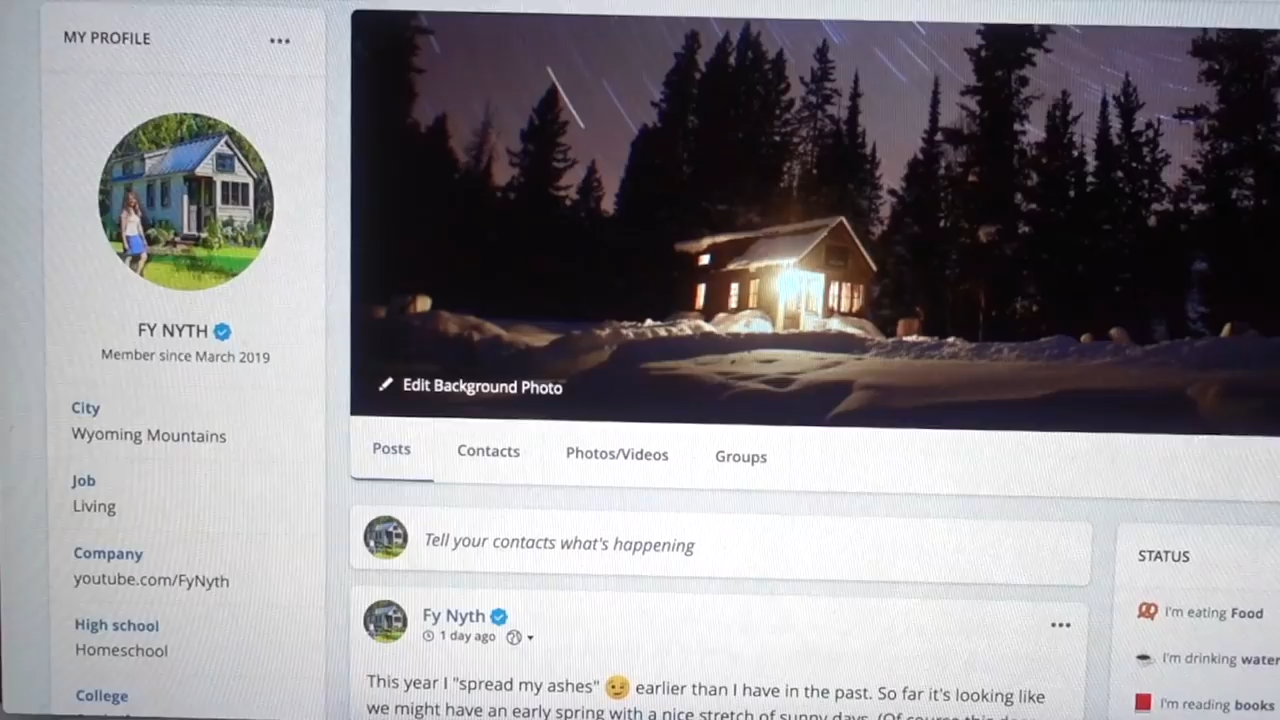 MY PROFILE
FY NYTH
Member since March 2019
City
Wyoming Mountains
Job
Living
Company
youtube.com/FyNyth
High school
Homeschool
College
Edit Background Photo
Posts
Contacts
Photos/Videos
Groups
Tell your contacts what's happening
Fy Nyth
1 day ago
This year I "spread my ashes" 😉 earlier than I have in the past. So far it's looking like
we might have an early spring with a nice stretch of sunny days. (Of course this
STATUS
I'm eating Food
I'm drinking water
I'm reading books